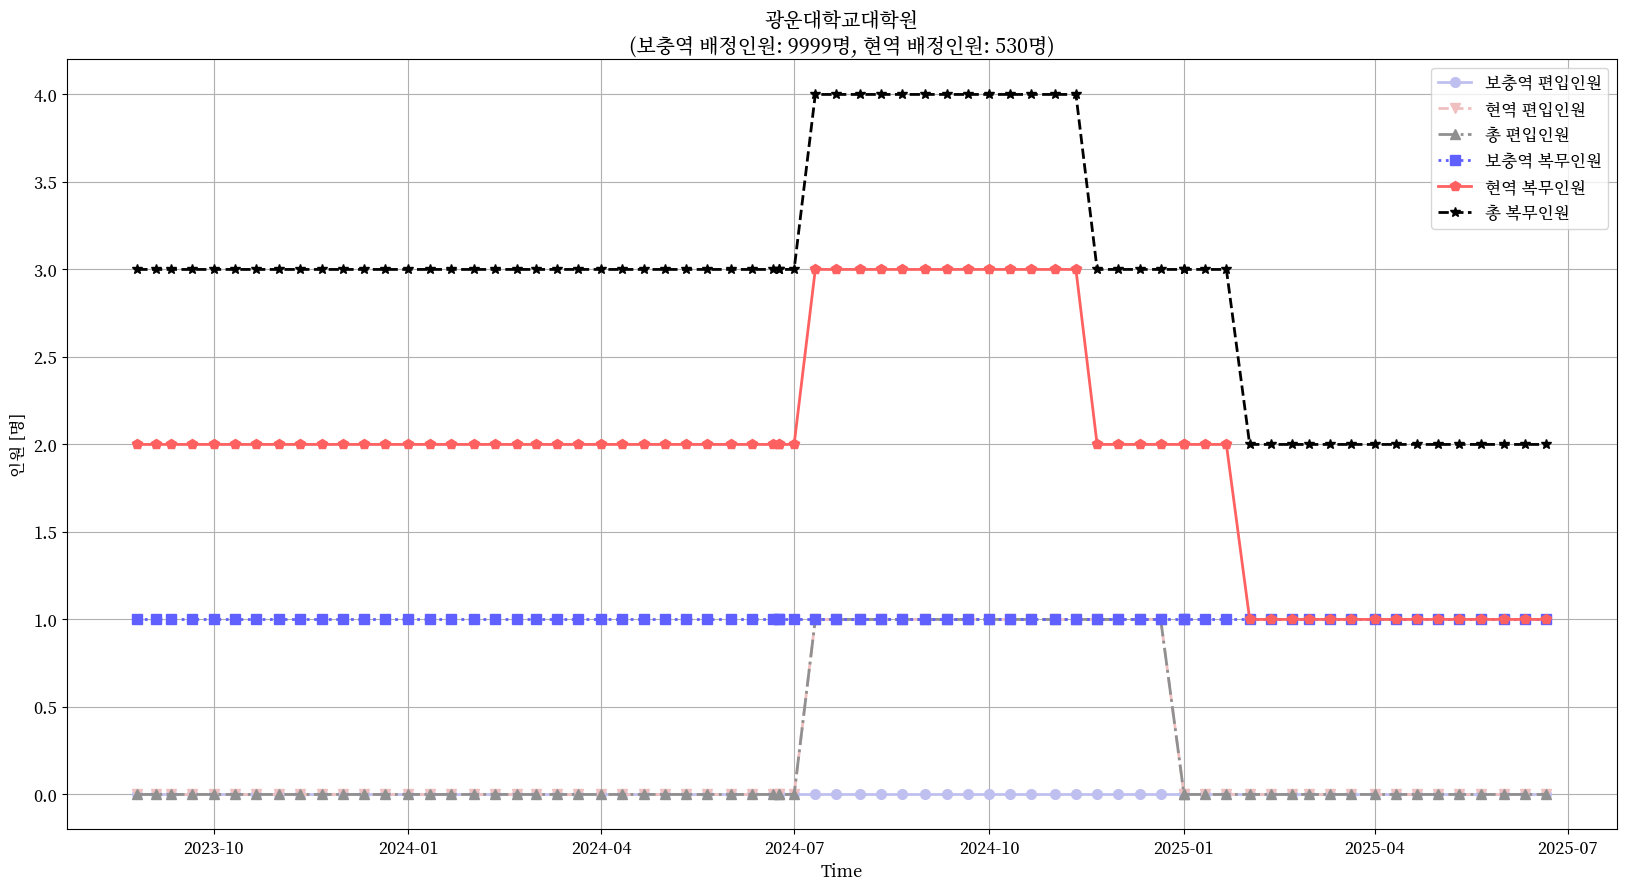 광운대학교대학원
(보충역 배정인원: 9999명, 현역 배정인원: 530명)
보충역 편입인원
현역 편입인원
총 편입인원
보충역 복무인원
현역 복무인원
총 복무인원
인원 [명]
4.0
3.5
3.0
2.5
2.0
1.5
1.0
0.5
0.0
2023-10
2024-01
2024-04
2024-07
2024-10
2025-01
2025-04
2025-07
Time